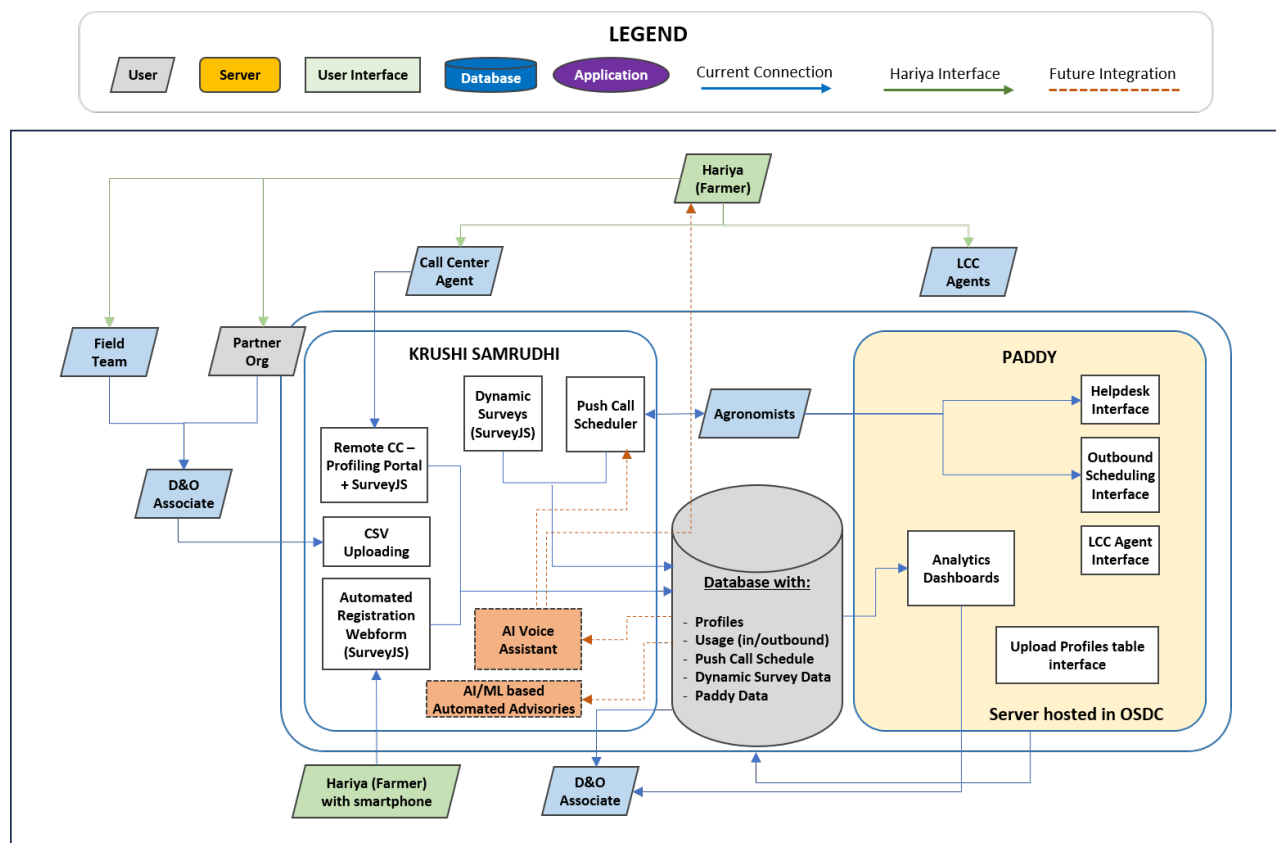 LEGEND
User
Server
User Interface
Database
Application
Current Connection
Hariya Interface
Future Integration
Hariya
(Farmer)
Call Center
Agent
LCC
Agents
Field
Team
Partner
Org
KRUSHI SAMRUDHI
PADDY
Dynamic
Surveys
(SurveyJS)
Push Call
Scheduler
Agronomists
Helpdesk
Interface
Remote CC –
Profiling Portal
+ SurveyJS
Outbound
Scheduling
Interface
D&O
Associate
CSV
Uploading
LCC Agent
Interface
Analytics
Dashboards
Database with:
- Profiles
- Usage (in/outbound)
- Push Call Schedule
- Dynamic Survey Data
- Paddy Data
Automated
Registration
Webform
(SurveyJS)
AI Voice
Assistant
AI/ML based
Automated Advisories
Upload Profiles table
interface
Server hosted in OSDC
Hariya (Farmer)
with smartphone
D&O
Associate